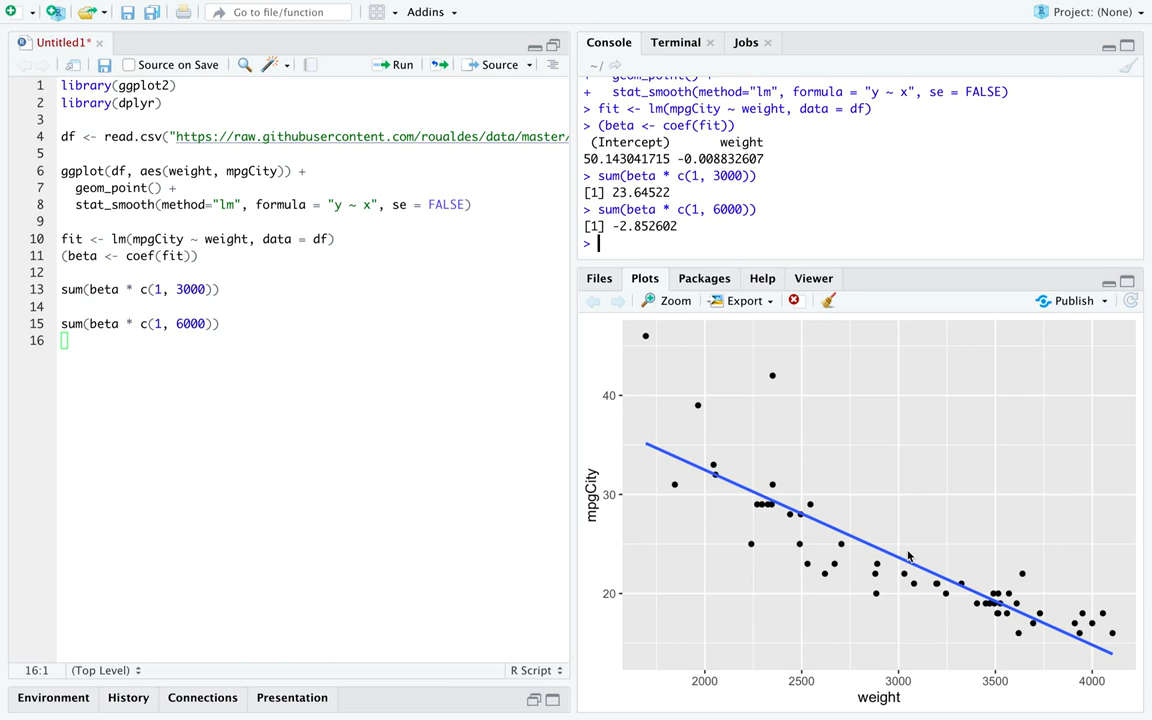 Go to file/function
Addins
Project: (None)
Untitled1*
Source on Save
Run
Source
1 library(ggplot2)
2 library(dplyr)
3
4 df <- read.csv("https://raw.githubusercontent.com/roualdes/data/master/
5
6 ggplot(df, aes(weight, mpgCity)) +
7 geom_point() +
8 stat_smooth(method="lm", formula = "y ~ x", se = FALSE)
9
10 fit <- lm(mpgCity ~ weight, data = df)
11 (beta <- coef(fit))
12
13 sum(beta * c(1, 3000))
14
15 sum(beta * c(1, 6000))
16
16:1 (Top Level) R Script
Environment History Connections Presentation
Console Terminal Jobs
~/
+ geom_point() +
+ stat_smooth(method="lm", formula = "y ~ x", se = FALSE)
> fit <- lm(mpgCity ~ weight, data = df)
> (beta <- coef(fit))
(Intercept) weight
50.143041715 -0.008832607
> sum(beta * c(1, 3000))
[1] 23.64522
> sum(beta * c(1, 6000))
[1] -2.852602
>
Files Plots Packages Help Viewer
Zoom Export Publish
40
30
20
mpgCity
2000 2500 3000 3500 4000
weight